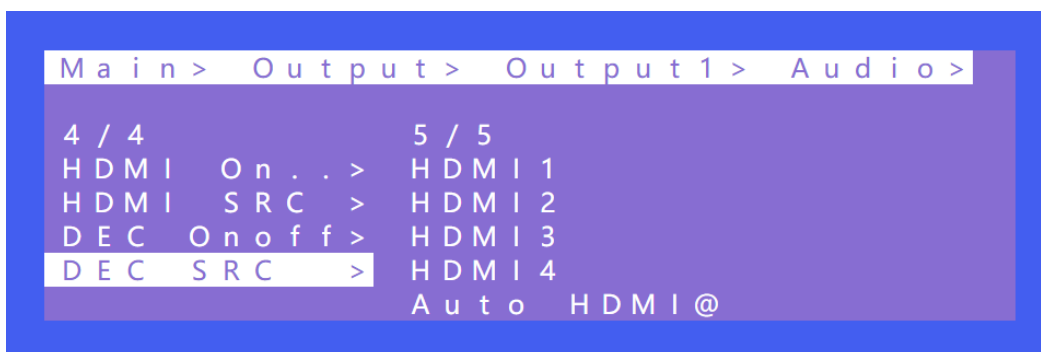 Main> Output> Output1> Audio>
4/4 5/5
HDMI On..> HDMI1
HDMI SRC > HDMI2
DEC Onoff> HDMI3
DEC SRC > HDMI4
Auto HDMI@